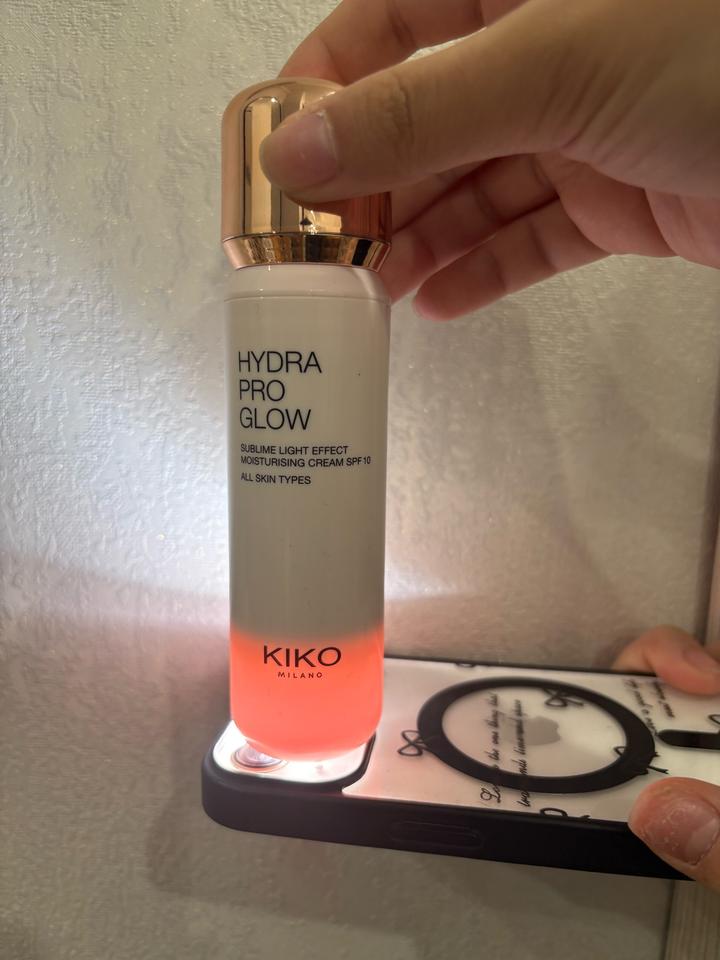 HYDRA
PRO
GLOW
SUBLIME LIGHT EFFECT
MOISTURISING CREAM SPF 10
ALL SKIN TYPES
KIKO
MILANO